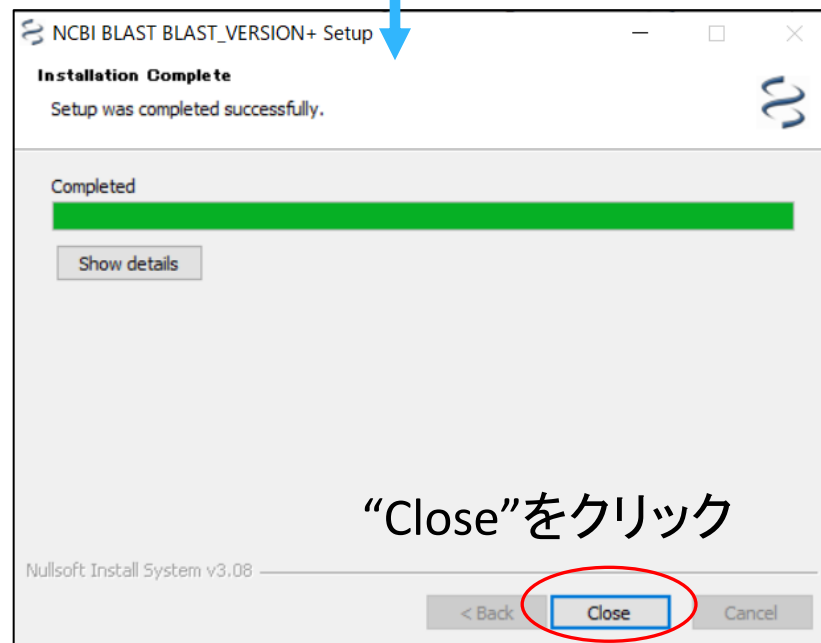 NCBI BLAST BLAST_VERSION+ Setup
Installation Complete
Setup was completed successfully.
Completed
Show details
“Close”をクリック
Nullsoft Install System v3.08
< Back Close Cancel